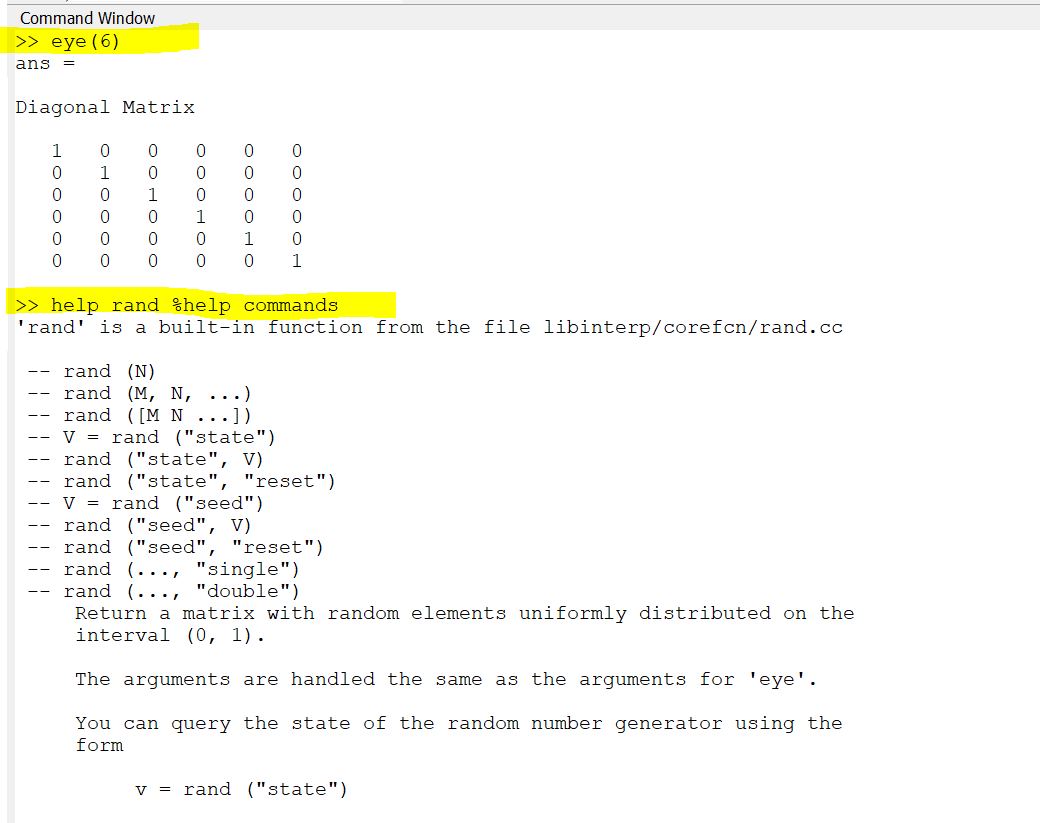 Command Window
>> eye(6)
ans =
Diagonal Matrix
1 0 0 0 0 0
0 1 0 0 0 0
0 0 1 0 0 0
0 0 0 1 0 0
0 0 0 0 1 0
0 0 0 0 0 1
>> help rand %help commands
'rand' is a built-in function from the file libinterp/corefcn/rand.cc
-- rand (N)
-- rand (M, N, ...)
-- rand ([M N ...])
-- V = rand ("state")
-- rand ("state", V)
-- rand ("state", "reset")
-- V = rand ("seed")
-- rand ("seed", V)
-- rand ("seed", "reset")
-- rand (..., "single")
-- rand (..., "double")
Return a matrix with random elements uniformly distributed on the
interval (0, 1).
The arguments are handled the same as the arguments for 'eye'.
You can query the state of the random number generator using the
form
v = rand ("state")